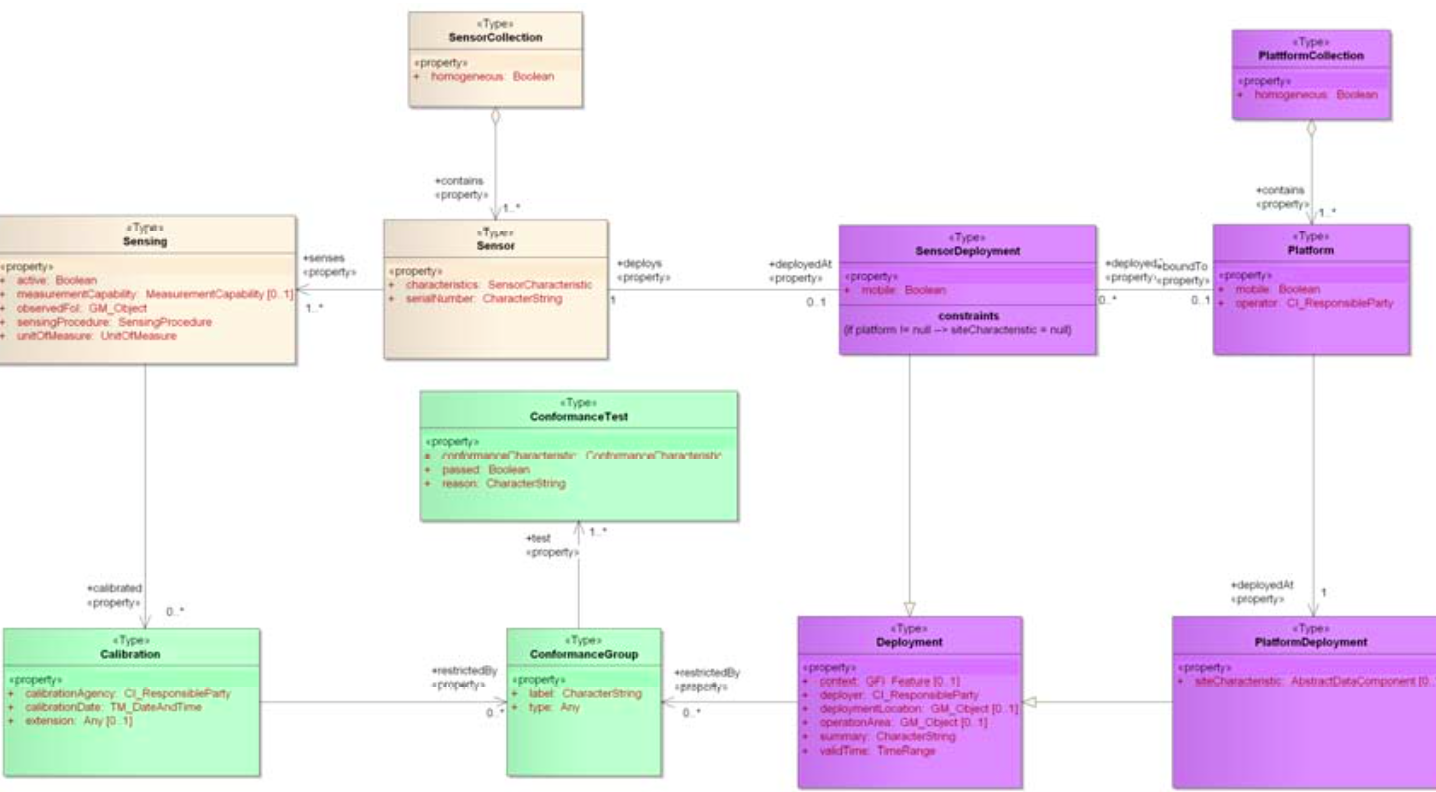 «Type»
SensorCollection
«property»
+ homogeneous: Boolean
«Type»
PlattformCollection
«property»
+ homogeneous: Boolean
+contains
«property»
1..*
+contains
«property»
1..*
«Type»
Sensing
«property»
+ active: Boolean
+ measurementCapability: MeasurementCapability [0..1]
+ observedFoI: GM_Object
+ sensingProcedure: SensingProcedure
+ unitOfMeasure: UnitOfMeasure
+senses
«property»
1..*
«Type»
Sensor
«property»
+ characteristics: SensorCharacteristic
+ serialNumber: CharacterString
+deploys
«property»
1
+deployedAt
«property»
0..1
«Type»
SensorDeployment
«property»
+ mobile: Boolean
constraints
{if platform != null --> siteCharacteristic = null}
«property»
0..*
+boundTo
«property»
0..1
«Type»
Platform
«property»
+ mobile: Boolean
+ operator: CI_ResponsibleParty
«Type»
ConformanceTest
«property»
+ conformanceCharacteristic: ConformanceCharacteristic
+ passed: Boolean
+ reason: CharacterString
+test
«property»
1..*
+calibrated
«property»
0..*
+deployedAt
«property»
1
«Type»
Calibration
«property»
+ calibrationAgency: CI_ResponsibleParty
+ calibrationDate: TM_DateAndTime
+ extension: Any [0..1]
+restrictedBy
«property»
0..*
«Type»
ConformanceGroup
«property»
+ label: CharacterString
+ type: Any
+restrictedBy
«property»
0..*
«Type»
Deployment
«property»
+ context: GFI_Feature [0..1]
+ deployer: CI_ResponsibleParty
+ deploymentLocation: GM_Object [0..1]
+ operationArea: GM_Object [0..1]
+ summary: CharacterString
+ validTime: TimeRange
«Type»
PlatformDeployment
«property»
+ siteCharacteristic: AbstractDataComponent [0..